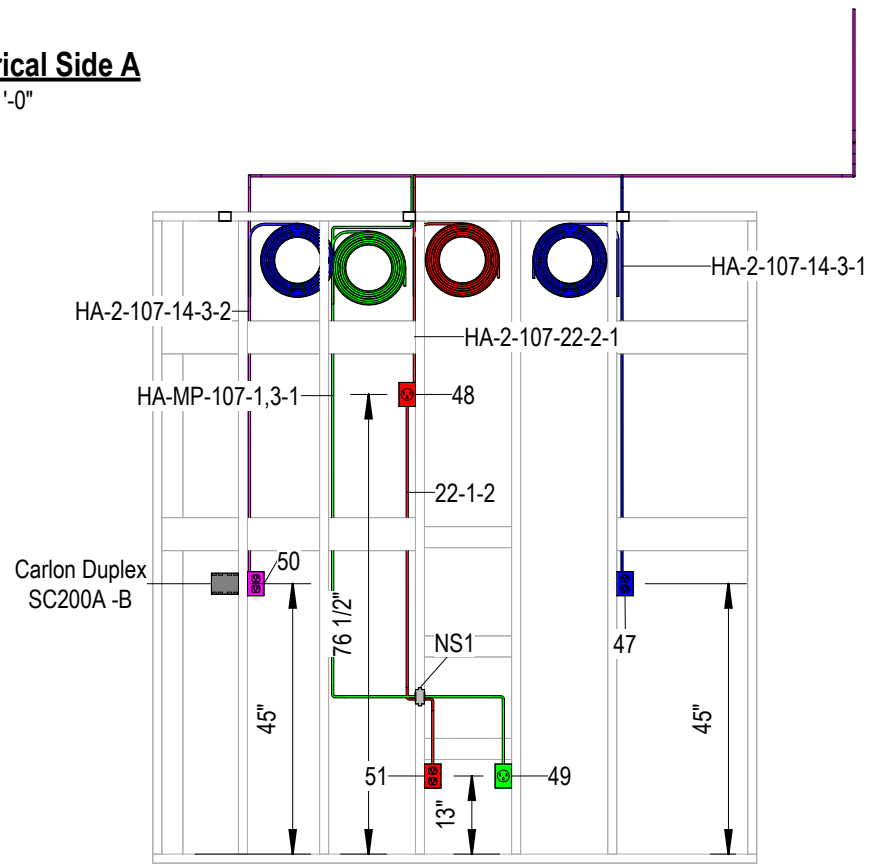 rical Side A
'-0"
HA-2-107-14-3-1
HA-2-107-14-3-2
HA-2-107-22-2-1
HA-MP-107-1,3-1
48
22-1-2
50
Carlon Duplex
SC200A -B
76 1/2"
NS1
47
45"
45"
51
49
13"